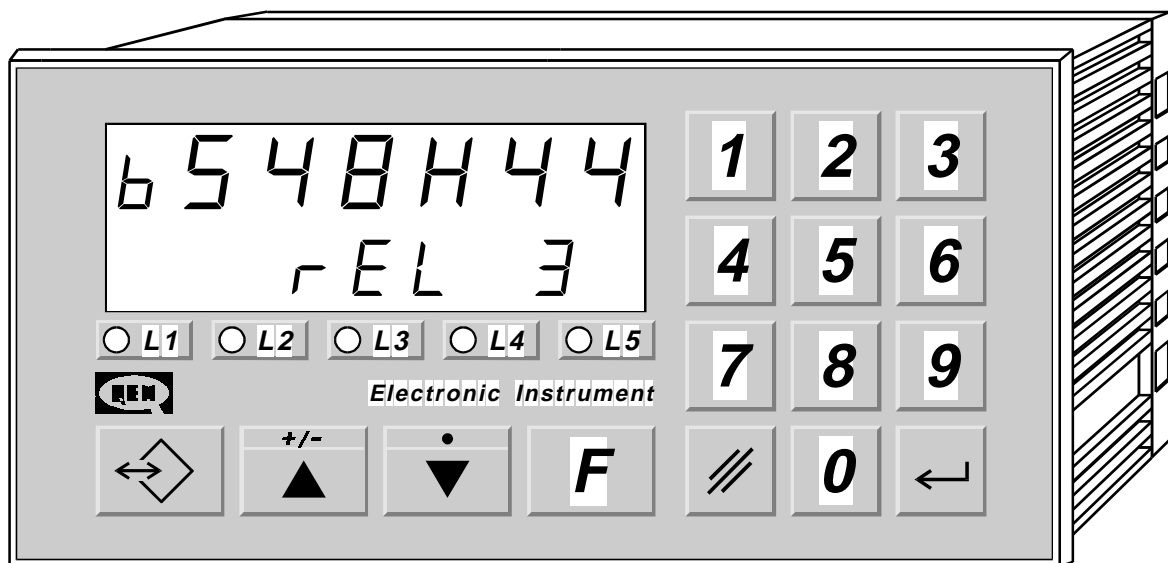 b548H44
rEL 3
L1 L2 L3 L4 L5
QEM
Electronic Instrument
+/-
F
1 2 3
4 5 6
7 8 9
0